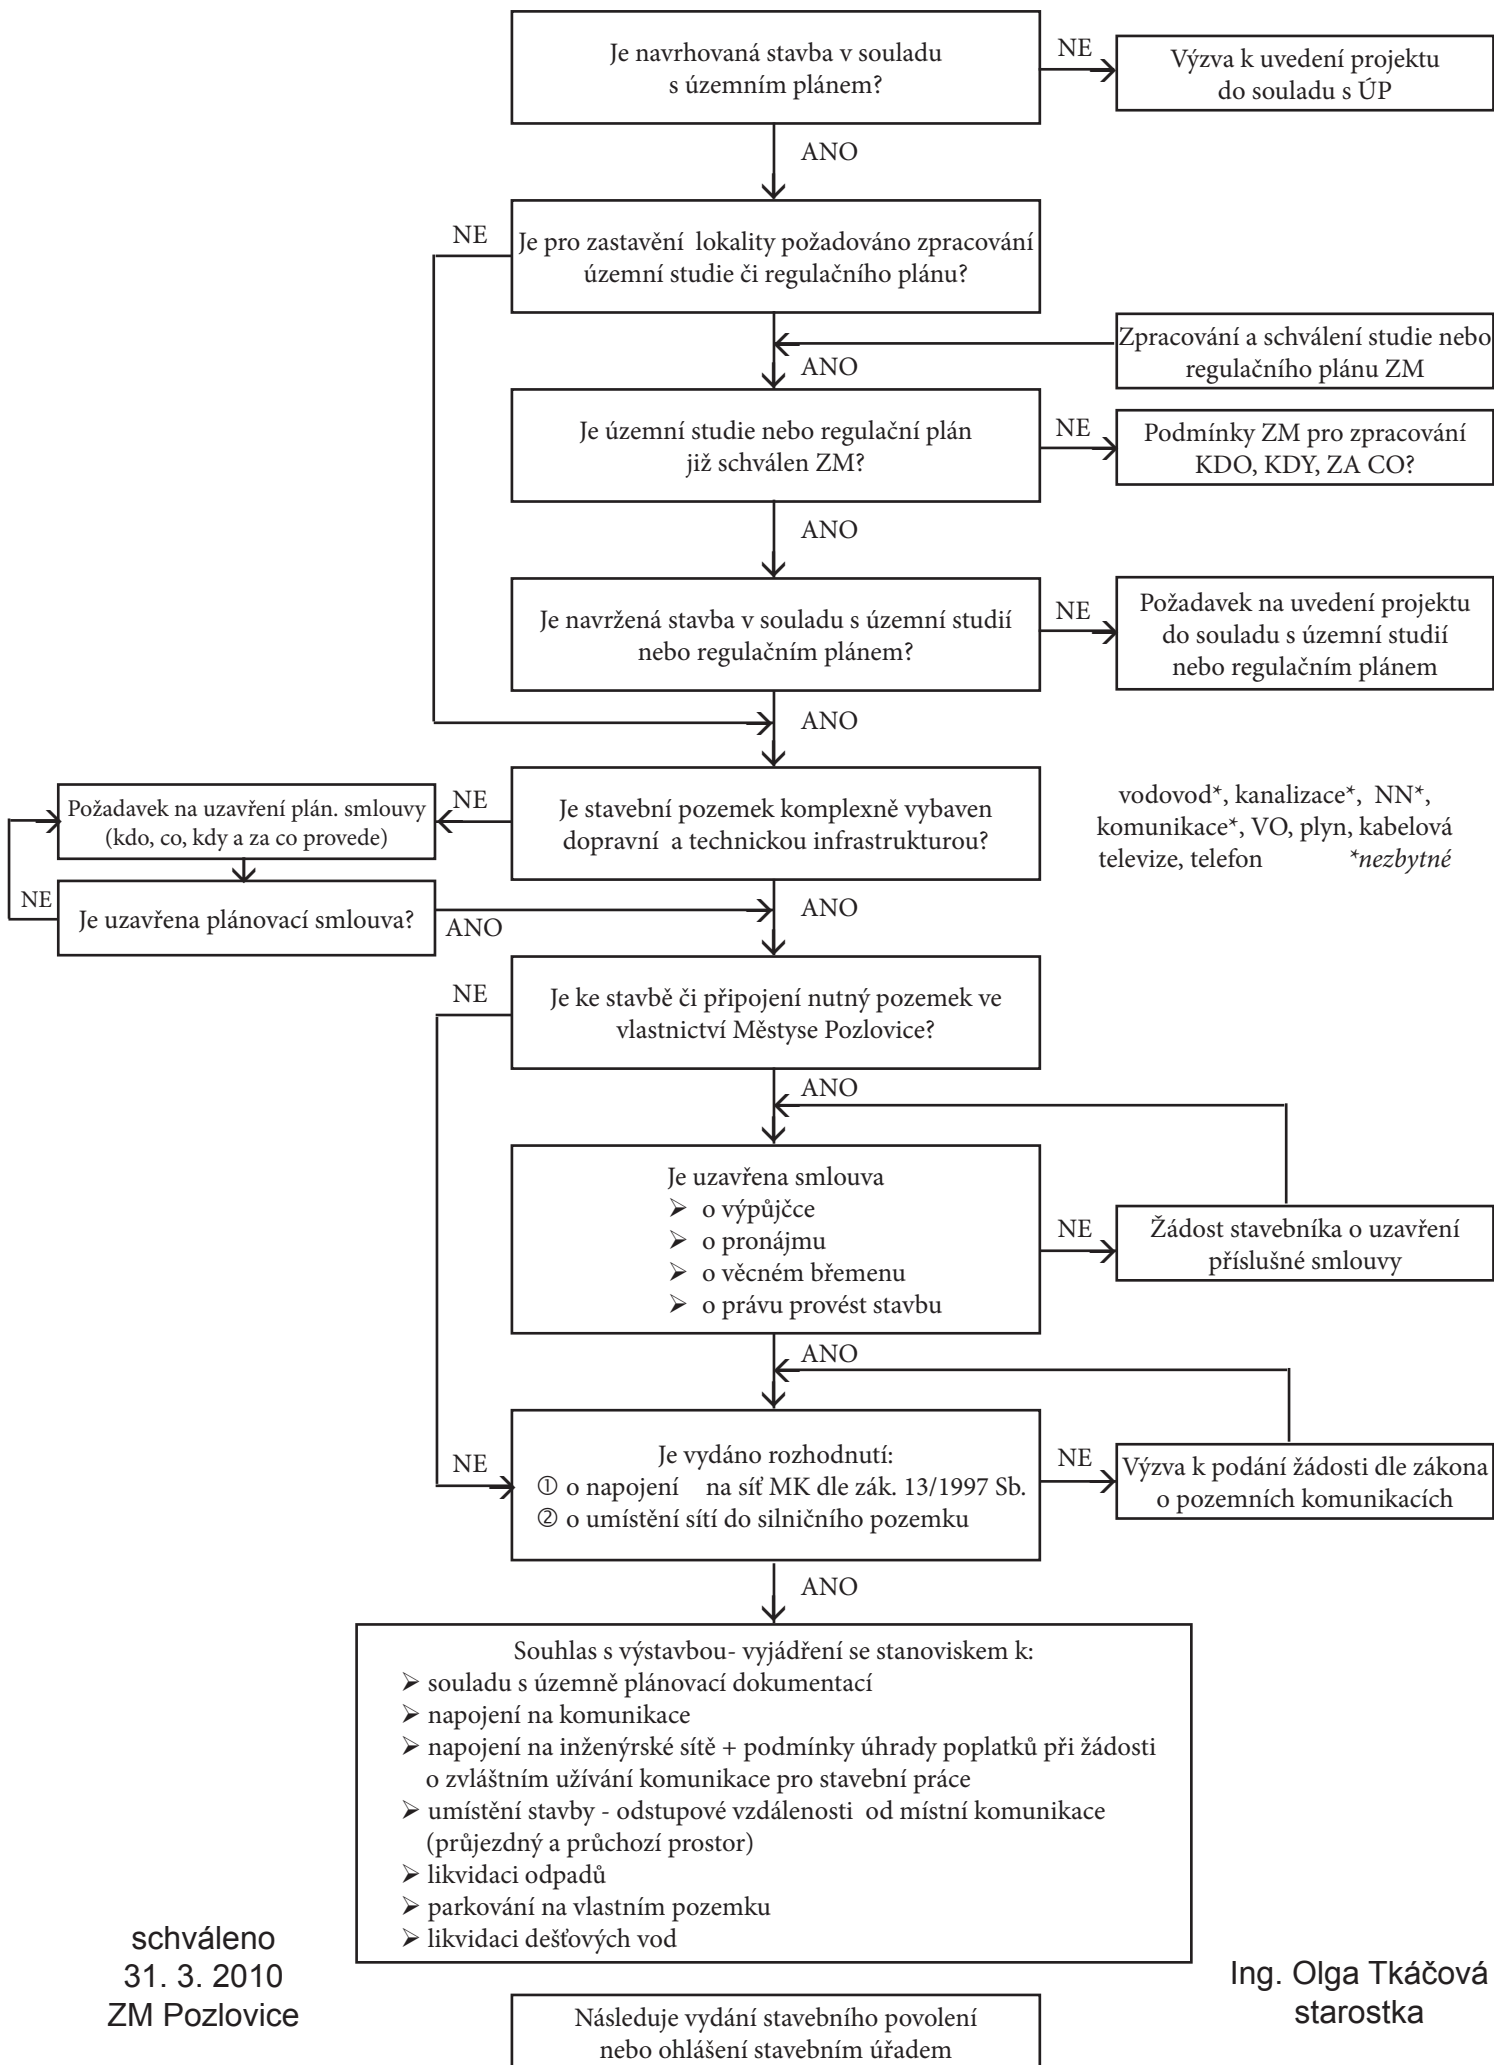 Je navrhovaná stavba v souladu
s územním plánem?
NE
Výzva k uvedení projektu
do souladu s ÚP
ANO
NE
Je pro zastavění lokality požadováno zpracování
územní studie či regulačního plánu?
Zpracování a schválení studie nebo
regulačního plánu ZM
ANO
Je územní studie nebo regulační plán
již schválen ZM?
NE
Podmínky ZM pro zpracování
KDO, KDY, ZA CO?
ANO
Je navržená stavba v souladu s územní studií
nebo regulačním plánem?
NE
Požadavek na uvedení projektu
do souladu s územní studií
nebo regulačním plánem
ANO
Požadavek na uzavření plán. smlouvy
(kdo, co, kdy a za co provede)
NE
Je stavební pozemek komplexně vybaven
dopravní a technickou infrastrukturou?
vodovod*, kanalizace*, NN*,
komunikace*, VO, plyn, kabelová
televize, telefon *nezbytné
NE
Je uzavřena plánovací smlouva?
ANO
ANO
NE
Je ke stavbě či připojení nutný pozemek ve
vlastnictví Městyse Pozlovice?
ANO
Je uzavřena smlouva
➢ o výpůjčce
➢ o pronájmu
➢ o věcném břemenu
➢ o právu provést stavbu
NE
Žádost stavebníka o uzavření
příslušné smlouvy
ANO
NE
Je vydáno rozhodnutí:
① o napojení na síť MK dle zák. 13/1997 Sb.
② o umístění sítí do silničního pozemku
NE
Výzva k podání žádosti dle zákona
o pozemních komunikacích
ANO
Souhlas s výstavbou- vyjádření se stanoviskem k:
➢ souladu s územně plánovací dokumentací
➢ napojení na komunikace
➢ napojení na inženýrské sítě + podmínky úhrady poplatků při žádosti
o zvláštním užívání komunikace pro stavební práce
➢ umístění stavby - odstupové vzdálenosti od místní komunikace
(průjezdný a průchozí prostor)
➢ likvidaci odpadů
➢ parkování na vlastním pozemku
➢ likvidaci dešťových vod
schváleno
31. 3. 2010
ZM Pozlovice
Ing. Olga Tkáčová
starostka
Následuje vydání stavebního povolení
nebo ohlášení stavebním úřadem